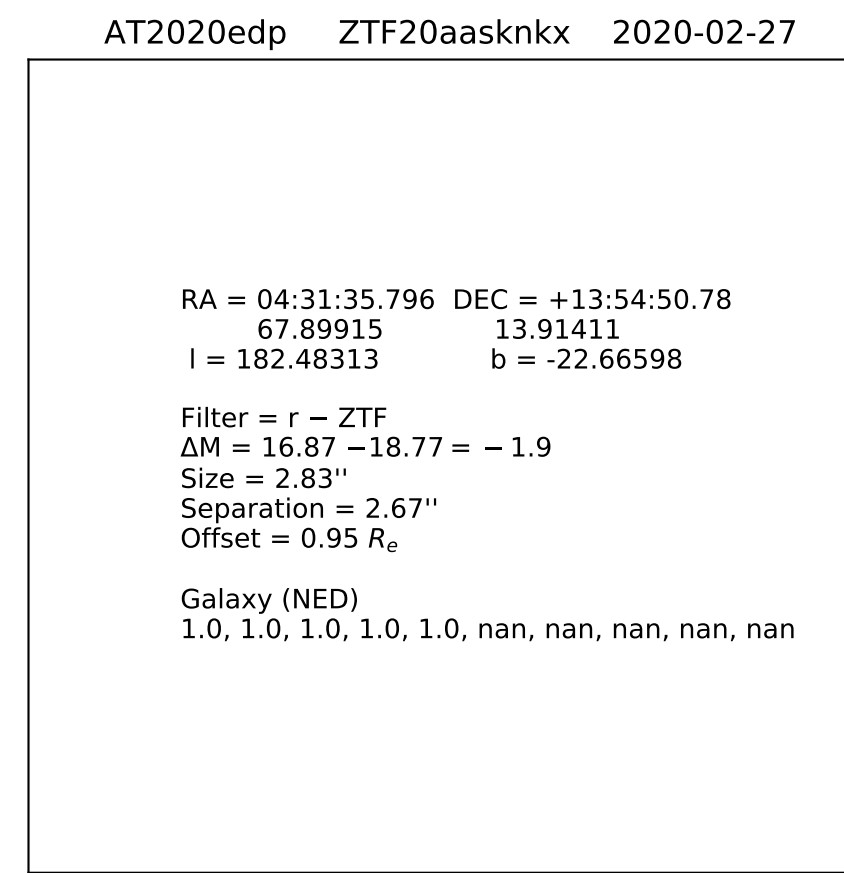 AT2020edp ZTF20aasknkx 2020-02-27
RA = 04:31:35.796 DEC = +13:54:50.78
67.89915 13.91411
l = 182.48313 b = -22.66598
Filter = r − ZTF
ΔM = 16.87 −18.77 = − 1.9
Size = 2.83''
Separation = 2.67''
Offset = 0.95 Rₑ
Galaxy (NED)
1.0, 1.0, 1.0, 1.0, 1.0, nan, nan, nan, nan, nan